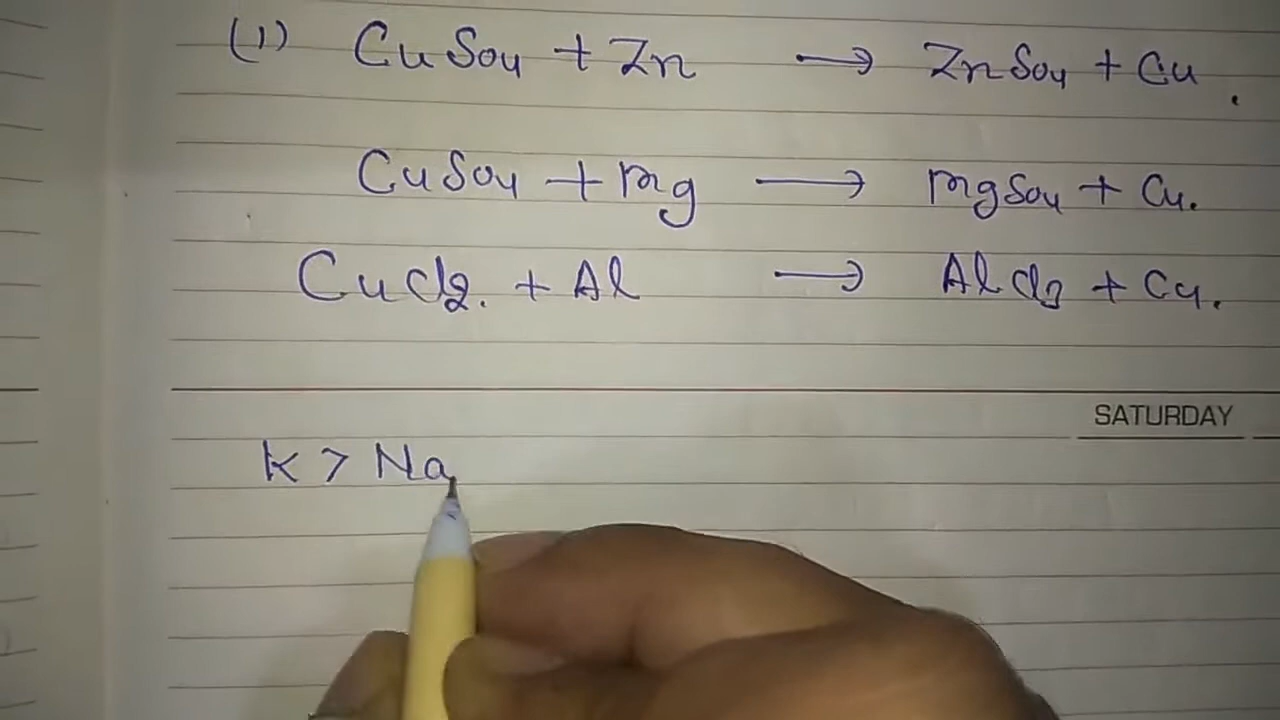 (1) CuSO4 + Zn → ZnSO4 + Cu.
CuSO4 + Mg → MgSO4 + Cu.
CuCl2. + Al → AlCl3 + Cu.
SATURDAY
K > Na